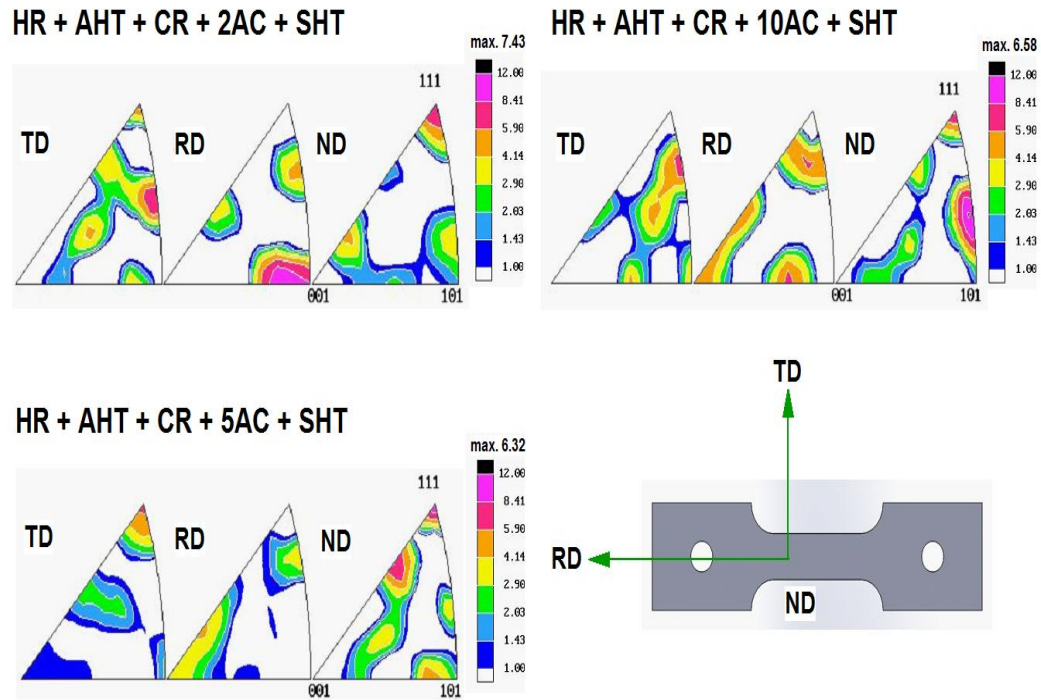 HR + AHT + CR + 2AC + SHT
max. 7.43
12.00
8.41
5.90
4.14
2.90
2.03
1.43
1.00
111
TD
RD
ND
001
101
HR + AHT + CR + 10AC + SHT
max. 6.58
12.00
8.41
5.90
4.14
2.90
2.03
1.43
1.00
111
TD
RD
ND
001
101
HR + AHT + CR + 5AC + SHT
max. 6.32
12.00
8.41
5.90
4.14
2.90
2.03
1.43
1.00
111
TD
RD
ND
001
101
TD
RD
ND